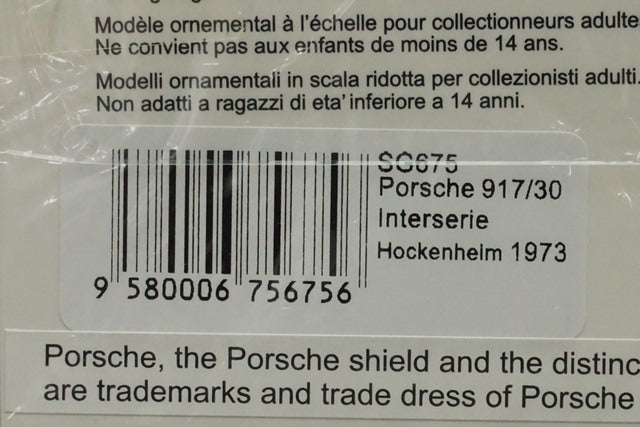 Modèle ornemental à l'échelle pour collectionneurs adulte
Ne convient pas aux enfants de moins de 14 ans.
Modelli ornamentali in scala ridotta per collezionisti adulti.
Non adatti a ragazzi di eta' inferiore a 14 anni.
SG675
Porsche 917/30
Interserie
Hockenhelm 1973
9 580006 756756
Porsche, the Porsche shield and the distinc
are trademarks and trade dress of Porsche